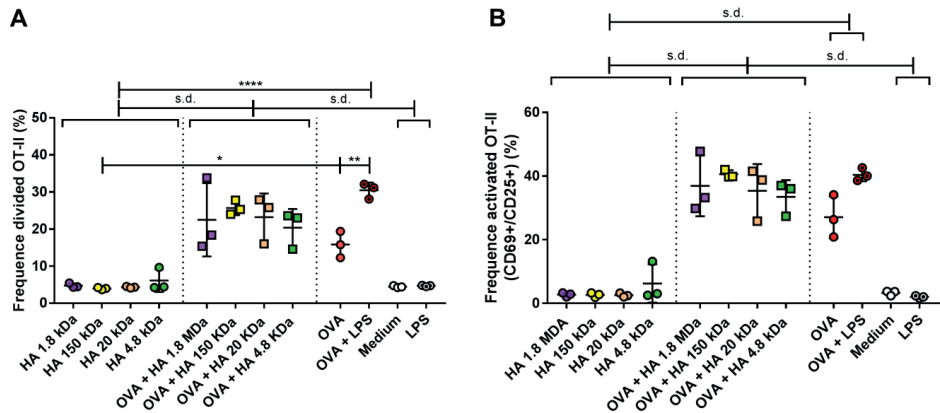 A
Frequence divided OT-II (%)
50
40
30
20
10
0
****
s.d.
s.d.
*
**
HA 1.8 kDa
HA 150 kDa
HA 20 kDa
HA 4.8 kDa
OVA + HA 1.8 MDa
OVA + HA 150 KDa
OVA + HA 20 KDa
OVA + HA 4.8 KDa
OVA
OVA + LPS
Medium
LPS
B
Frequence activated OT-II
(CD69+/CD25+) (%)
60
40
20
0
s.d.
s.d.
s.d.
HA 1.8 MDA
HA 150 kDa
HA 20 kDa
HA 4.8 kDa
OVA + HA 1.8 MDa
OVA + HA 150 kDa
OVA + HA 20 kDa
OVA + HA 4.8 kDa
OVA
OVA + LPS
Medium
LPS